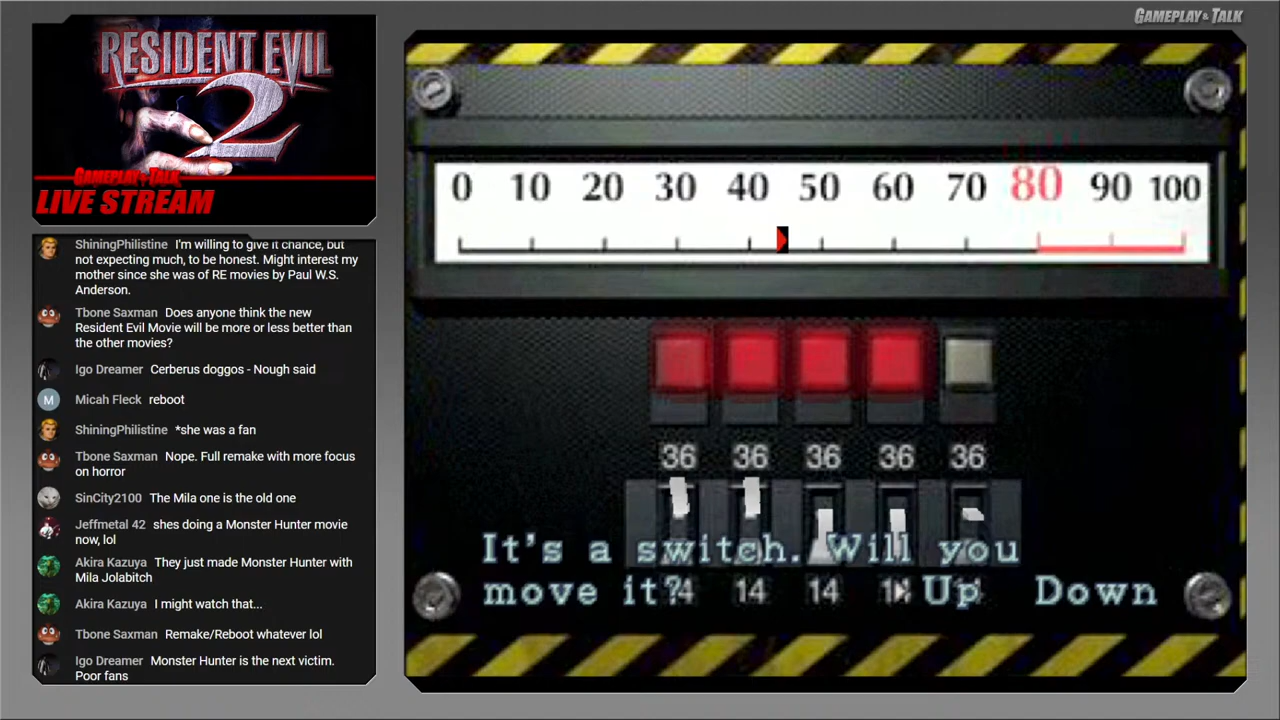 GAMEPLAY & TALK
RESIDENT EVIL
2
GAMEPLAY & TALK
LIVE STREAM
ShiningPhilistine I'm willing to give it chance, but
not expecting much, to be honest. Might interest my
mother since she was of RE movies by Paul W.S.
Anderson.
Tbone Saxman Does anyone think the new
Resident Evil Movie will be more or less better than
the other movies?
Igo Dreamer Cerberus doggos - Nough said
M
Micah Fleck reboot
ShiningPhilistine *she was a fan
Tbone Saxman Nope. Full remake with more focus
on horror
SinCity2100 The Mila one is the old one
Jeffmetal 42 shes doing a Monster Hunter movie
now, lol
Akira Kazuya They just made Monster Hunter with
Mila Jolabitch
Akira Kazuya I might watch that...
Tbone Saxman Remake/Reboot whatever lol
Igo Dreamer Monster Hunter is the next victim.
Poor fans
0 10 20 30 40 50 60 70 80 90 100
36 36 36 36 36
It's a switch. Will you
move it? Up Down
14 14 14